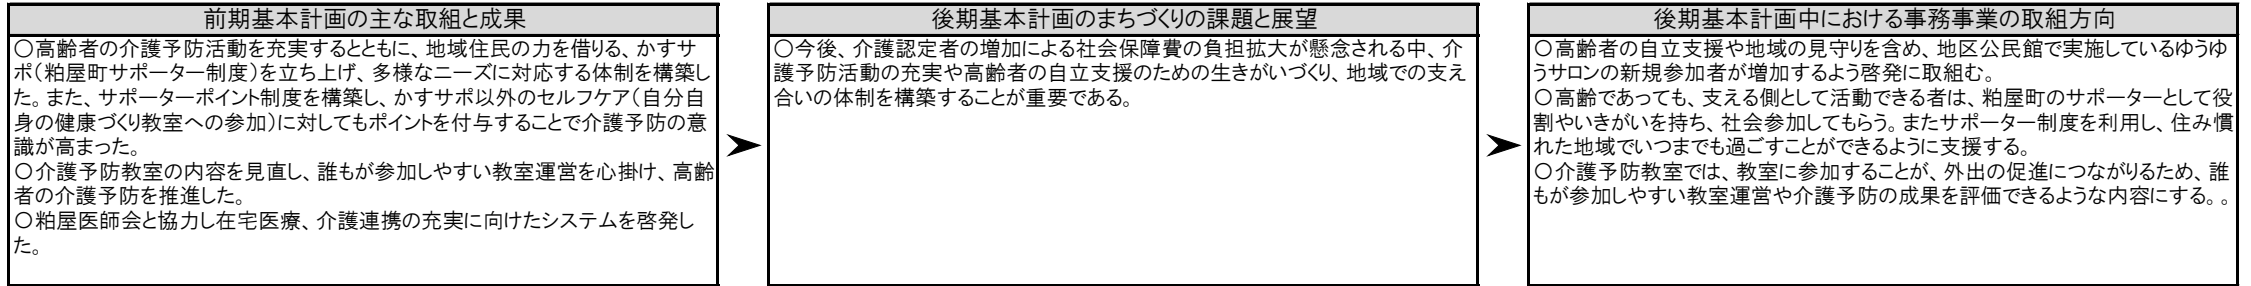 前期基本計画の主な取組と成果
〇高齢者の介護予防活動を充実するとともに、地域住民の力を借りる、かすサ
ポ(粕屋町サポーター制度)を立ち上げ、多様なニーズに対応する体制を構築し
た。また、サポーターポイント制度を構築し、かすサポ以外のセルフケア(自分自
身の健康づくり教室への参加)に対してもポイントを付与することで介護予防の意
識が高まった。
〇介護予防教室の内容を見直し、誰もが参加しやすい教室運営を心掛け、高齢
者の介護予防を推進した。
〇粕屋医師会と協力し在宅医療、介護連携の充実に向けたシステムを啓発し
た。
後期基本計画のまちづくりの課題と展望
〇今後、介護認定者の増加による社会保障費の負担拡大が懸念される中、介
護予防活動の充実や高齢者の自立支援のための生きがいづくり、地域での支え
合いの体制を構築することが重要である。
後期基本計画中における事務事業の取組方向
〇高齢者の自立支援や地域の見守りを含め、地区公民館で実施しているゆうゆ
うサロンの新規参加者が増加するよう啓発に取組む。
〇高齢であっても、支える側として活動できる者は、粕屋町のサポーターとして役
割やいきがいを持ち、社会参加してもらう。またサポーター制度を利用し、住み慣
れた地域でいつまでも過ごすことができるように支援する。
〇介護予防教室では、教室に参加することが、外出の促進につながりるため、誰
もが参加しやすい教室運営や介護予防の成果を評価できるような内容にする。。